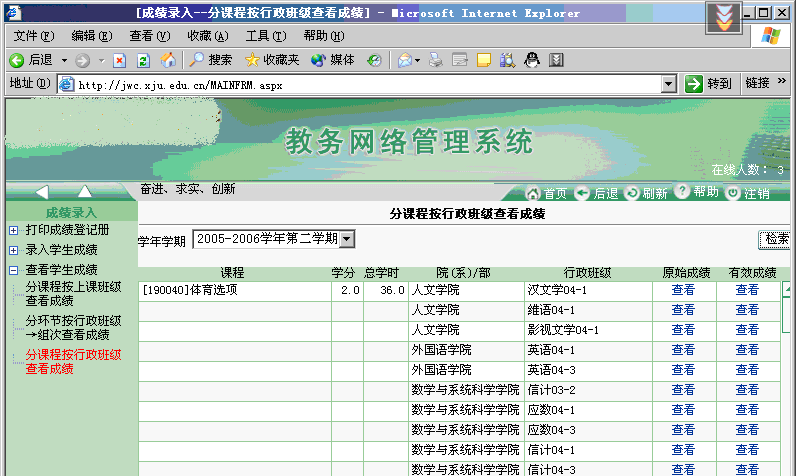 [成绩录入--分课程按行政班级查看成绩] - Microsoft Internet Explorer
文件(F) 编辑(E) 查看(V) 收藏(A) 工具(T) 帮助(H)
后退 搜索 收藏夹 媒体
地址(D) http://jwc.xju.edu.cn/MAINFRM.aspx 转到 链接 »
教务网络管理系统
在线人数: 3
奋进、求实、创新 首页 后退 刷新 帮助 注销
成绩录入
打印成绩登记册
录入学生成绩
查看学生成绩
分课程按上课班级
查看成绩
分环节按行政班级
→组次查看成绩
分课程按行政班级
查看成绩
分课程按行政班级查看成绩
学年学期 2005-2006学年第二学期 检索
课程 学分 总学时 院(系)/部 行政班级 原始成绩 有效成绩
[190040]体育选项 2.0 36.0 人文学院 汉文学04-1 查看 查看
人文学院 维语04-1 查看 查看
人文学院 影视文学04-1 查看 查看
外国语学院 英语04-1 查看 查看
外国语学院 英语04-3 查看 查看
数学与系统科学学院 信计03-2 查看 查看
数学与系统科学学院 应数04-1 查看 查看
数学与系统科学学院 应数04-3 查看 查看
数学与系统科学学院 信计04-1 查看 查看
数学与系统科学学院 信计04-3 查看 查看